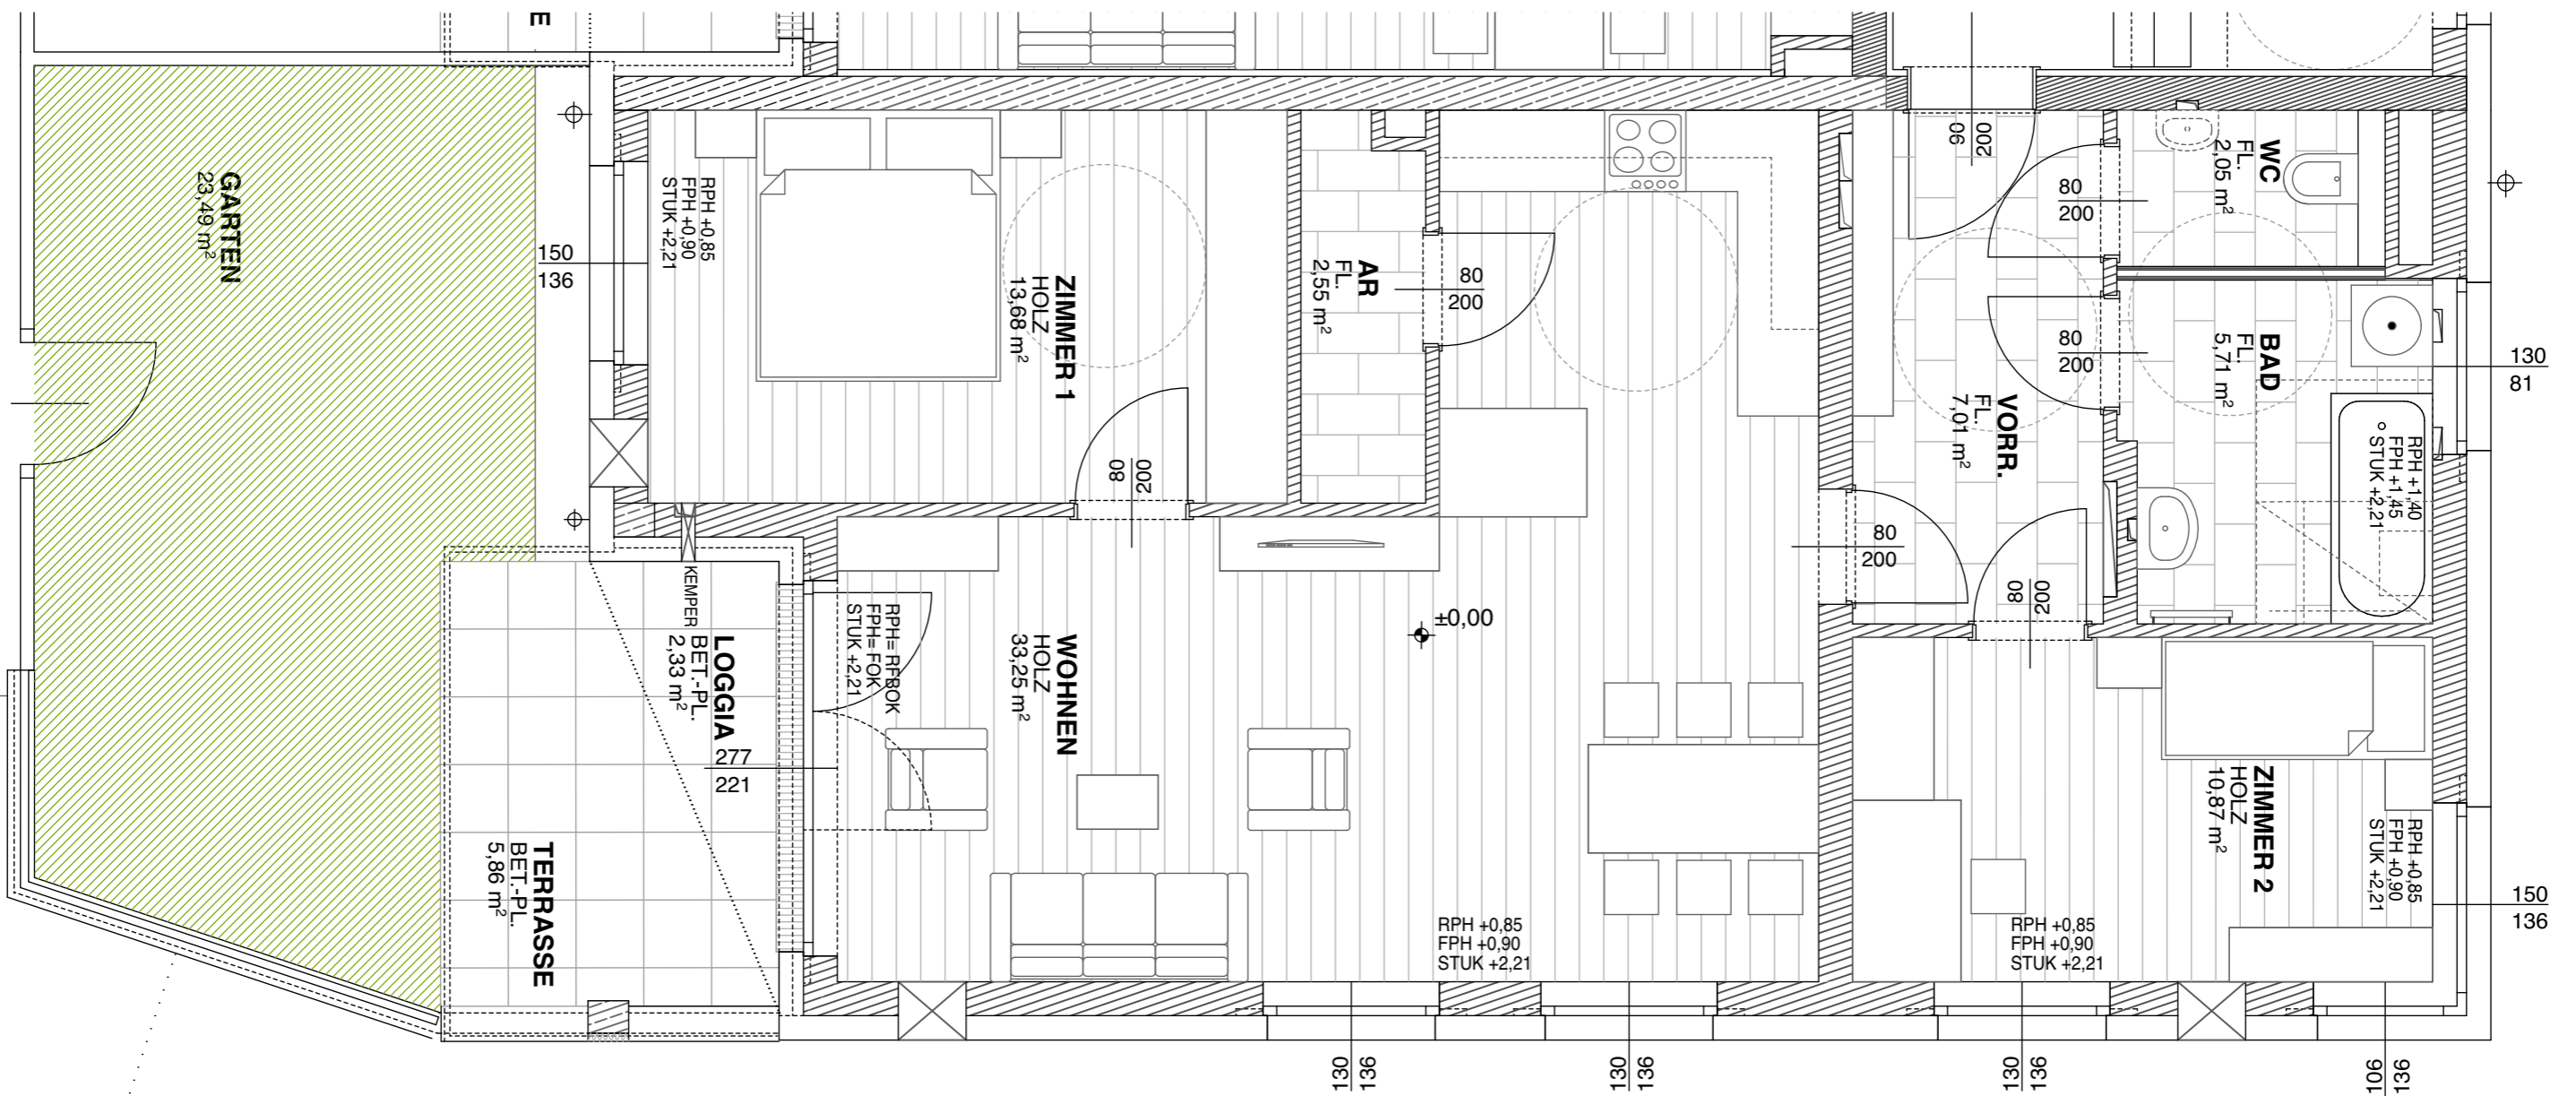 E
GARTEN
23,49 m²
150
136
RPH +0,85
FPH +0,90
STUK +2,21
ZIMMER 1
HOLZ
13,68 m²
80
200
AR
FL.
2,55 m²
80
200
90
200
WC
FL.
2,05 m²
80
200
BAD
FL.
5,71 m²
80
200
130
81
RPH +1,40
FPH +1,45
STUK +2,21
VORR.
FL.
7,01 m²
80
200
80
200
KEMPER
LOGGIA
BET.-PL.
2,33 m²
277
221
TERRASSE
BET.-PL.
5,86 m²
RPH= RFBOK
FPH= FOK
STUK +2,21
WOHNEN
HOLZ
33,25 m²
±0,00
RPH +0,85
FPH +0,90
STUK +2,21
ZIMMER 2
HOLZ
10,87 m²
RPH +0,85
FPH +0,90
STUK +2,21
RPH +0,85
FPH +0,90
STUK +2,21
150
136
130
136
130
136
130
136
106
136